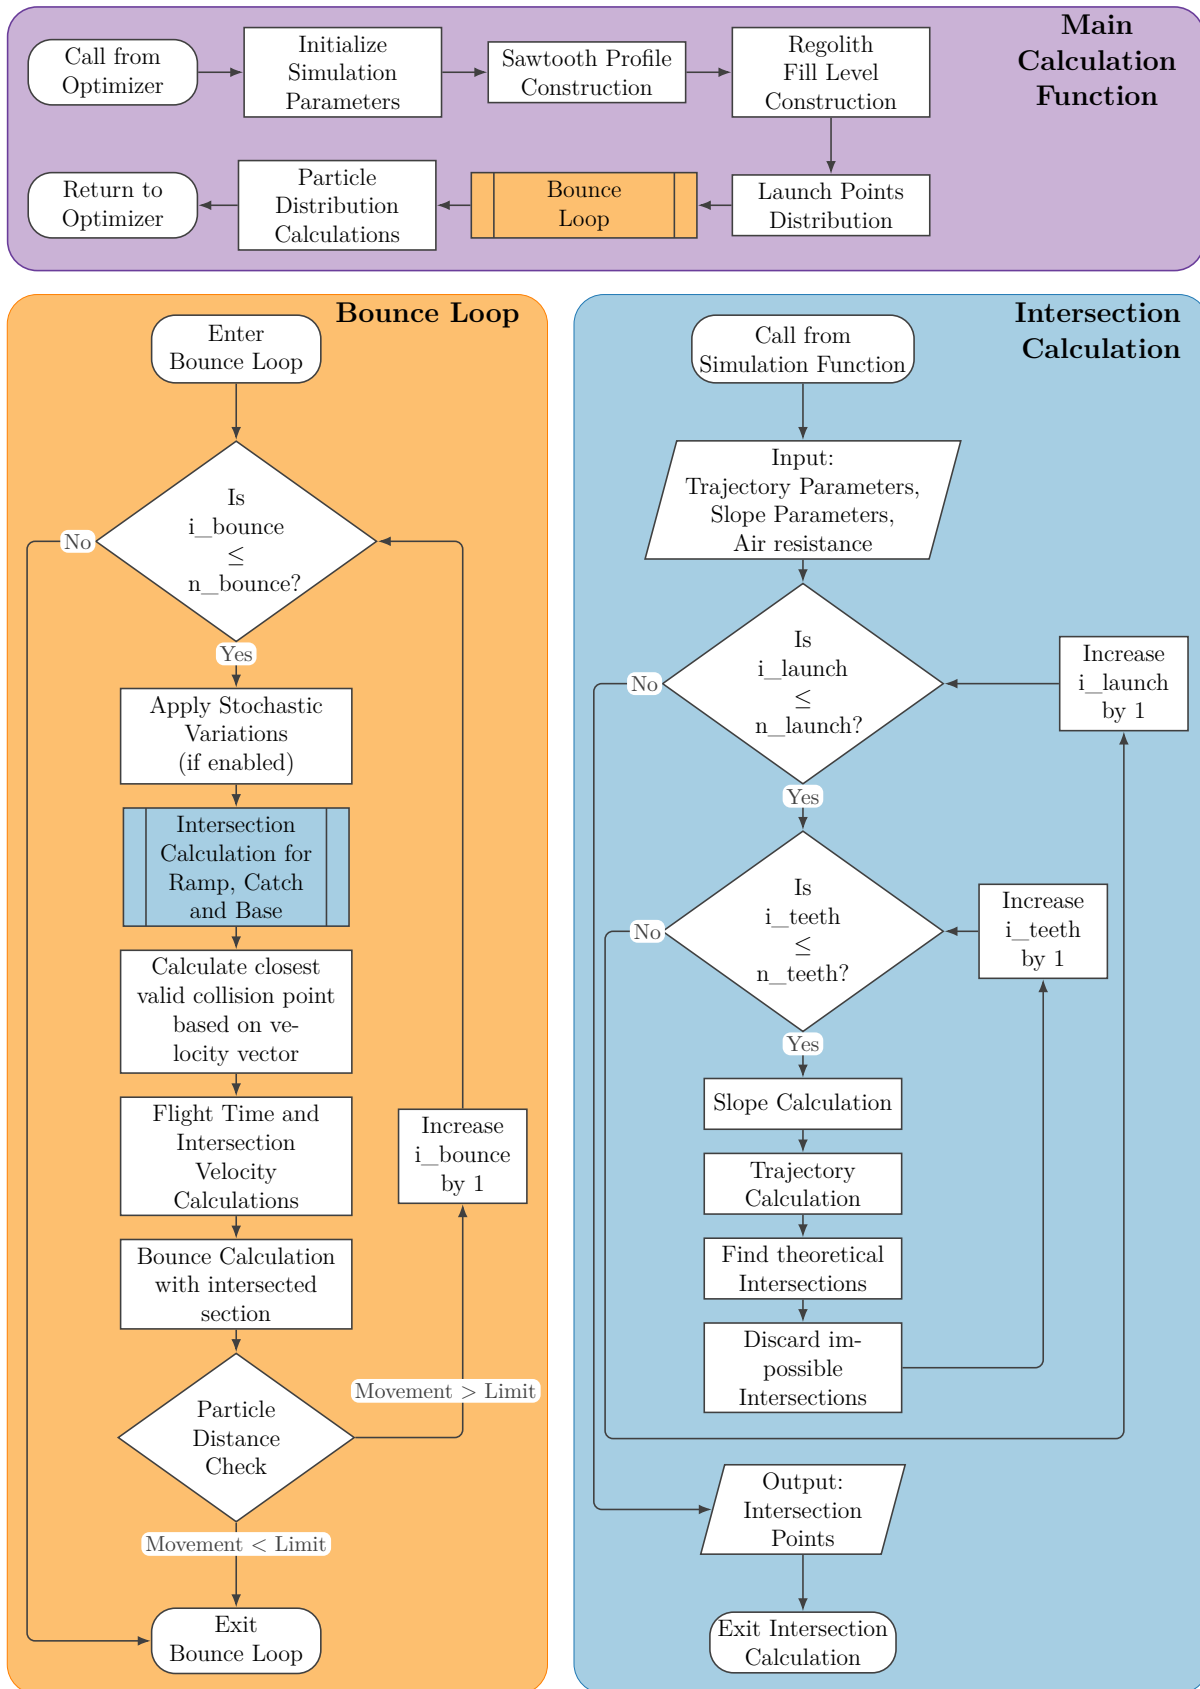 Main
Calculation
Function
Call from
Optimizer
Initialize
Simulation
Parameters
Sawtooth Profile
Construction
Regolith
Fill Level
Construction
Launch Points
Distribution
Bounce
Loop
Particle
Distribution
Calculations
Return to
Optimizer
Bounce Loop
Enter
Bounce Loop
Is
i_bounce
≤
n_bounce?
No
Yes
Apply Stochastic
Variations
(if enabled)
Intersection
Calculation for
Ramp, Catch
and Base
Calculate closest
valid collision point
based on ve-
locity vector
Flight Time and
Intersection
Velocity
Calculations
Increase
i_bounce
by 1
Bounce Calculation
with intersected
section
Movement > Limit
Particle
Distance
Check
Movement < Limit
Exit
Bounce Loop
Intersection
Calculation
Call from
Simulation Function
Input:
Trajectory Parameters,
Slope Parameters,
Air resistance
Is
i_launch
≤
n_launch?
No
Increase
i_launch
by 1
Yes
Is
i_teeth
≤
n_teeth?
No
Increase
i_teeth
by 1
Yes
Slope Calculation
Trajectory
Calculation
Find theoretical
Intersections
Discard im-
possible
Intersections
Output:
Intersection
Points
Exit Intersection
Calculation